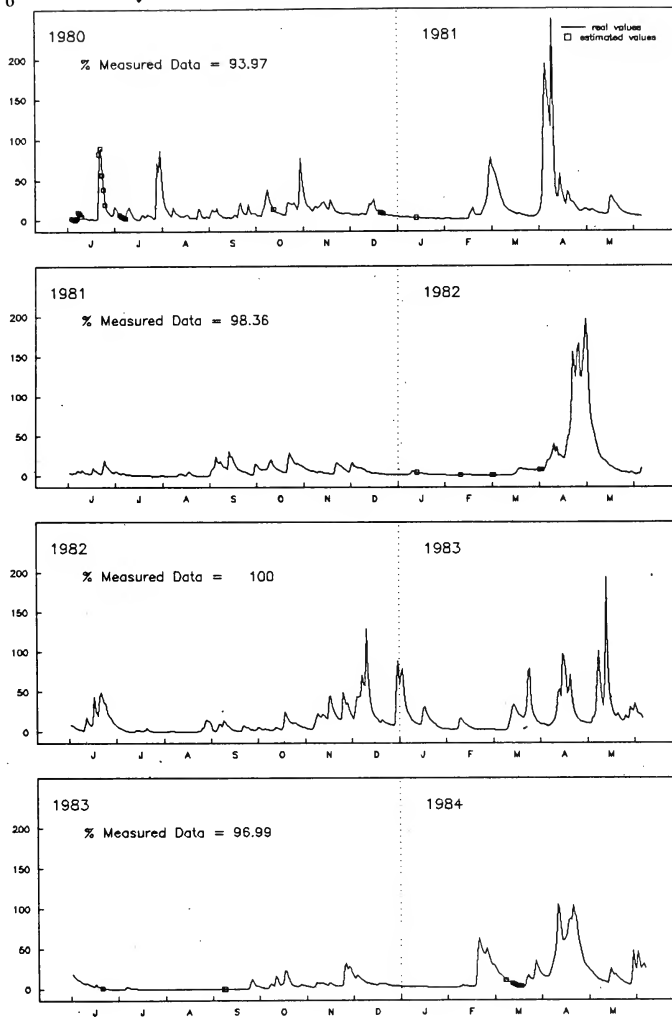 1980
% Measured Data = 93.97
1981
real values
estimated values
200
150
100
50
0
J J A S O N D J F M A M
1981
% Measured Data = 98.36
1982
200
150
100
50
0
J J A S O N D J F M A M
1982
% Measured Data = 100
1983
200
150
100
50
0
J J A S O N D J F M A M
1983
% Measured Data = 96.99
1984
200
150
100
50
0
J J A S O N D J F M A M